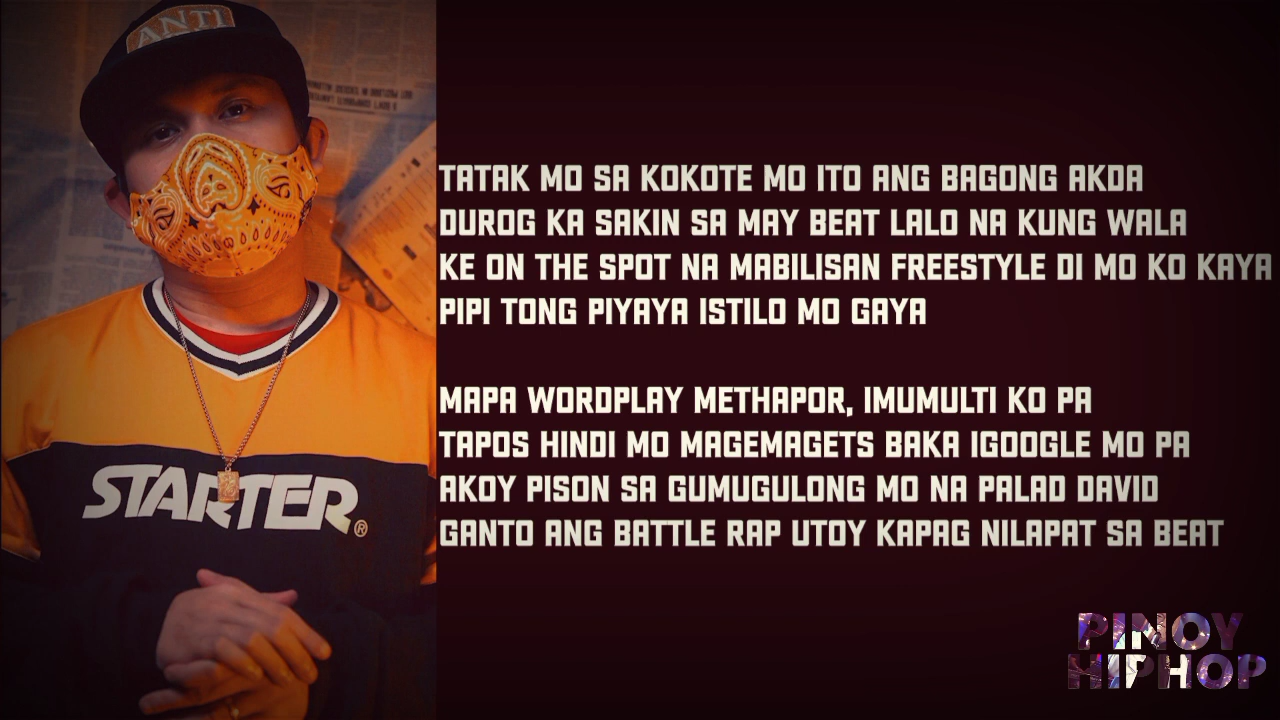 ANTI
STARTER®
TATAK MO SA KOKOTE MO ITO ANG BAGONG AKDA
DUROG KA SAKIN SA MAY BEAT LALO NA KUNG WALA
KE ON THE SPOT NA MABILISAN FREESTYLE DI MO KO KAYA
PIPI TONG PIYAYA ISTILO MO GAYA
MAPA WORDPLAY METHAPOR, IMUMULTI KO PA
TAPOS HINDI MO MAGEMAGETS BAKA IGOOGLE MO PA
AKOY PISON SA GUMUGULONG MO NA PALAD DAVID
GANTO ANG BATTLE RAP UTOY KAPAG NILAPAT SA BEAT
PINOY
HIPHOP